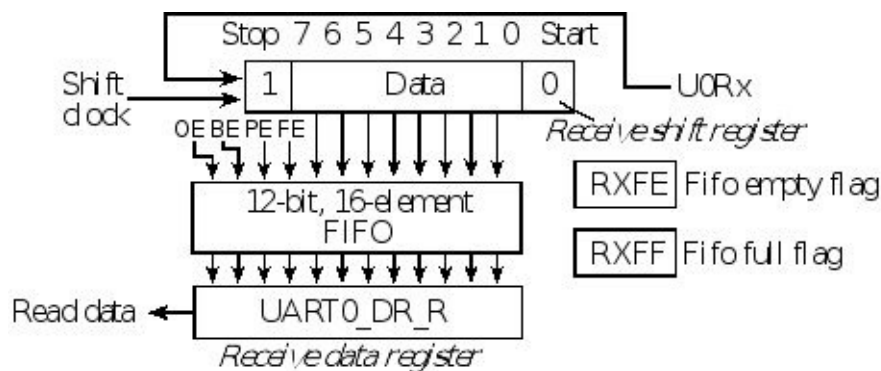 Stop 7 6 5 4 3 2 1 0 Start
Shift clock
1 Data 0
U0Rx
OE BE PE FE
Receive shift register
12-bit, 16-element
FIFO
RXFE Fifo empty flag
RXFF Fifo full flag
Read data
UART0_DR_R
Receive data register